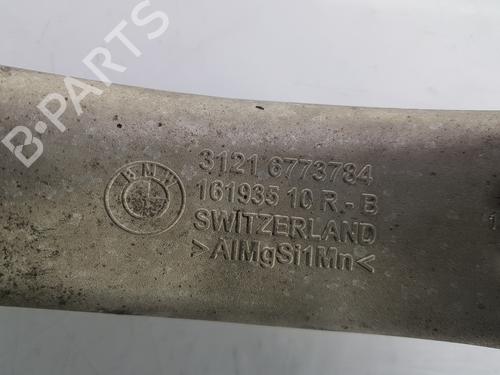 B-PARTS
BMW
3121 6773784
161935 10 R.- B
SWITZERLAND
>AlMgSi1Mn<